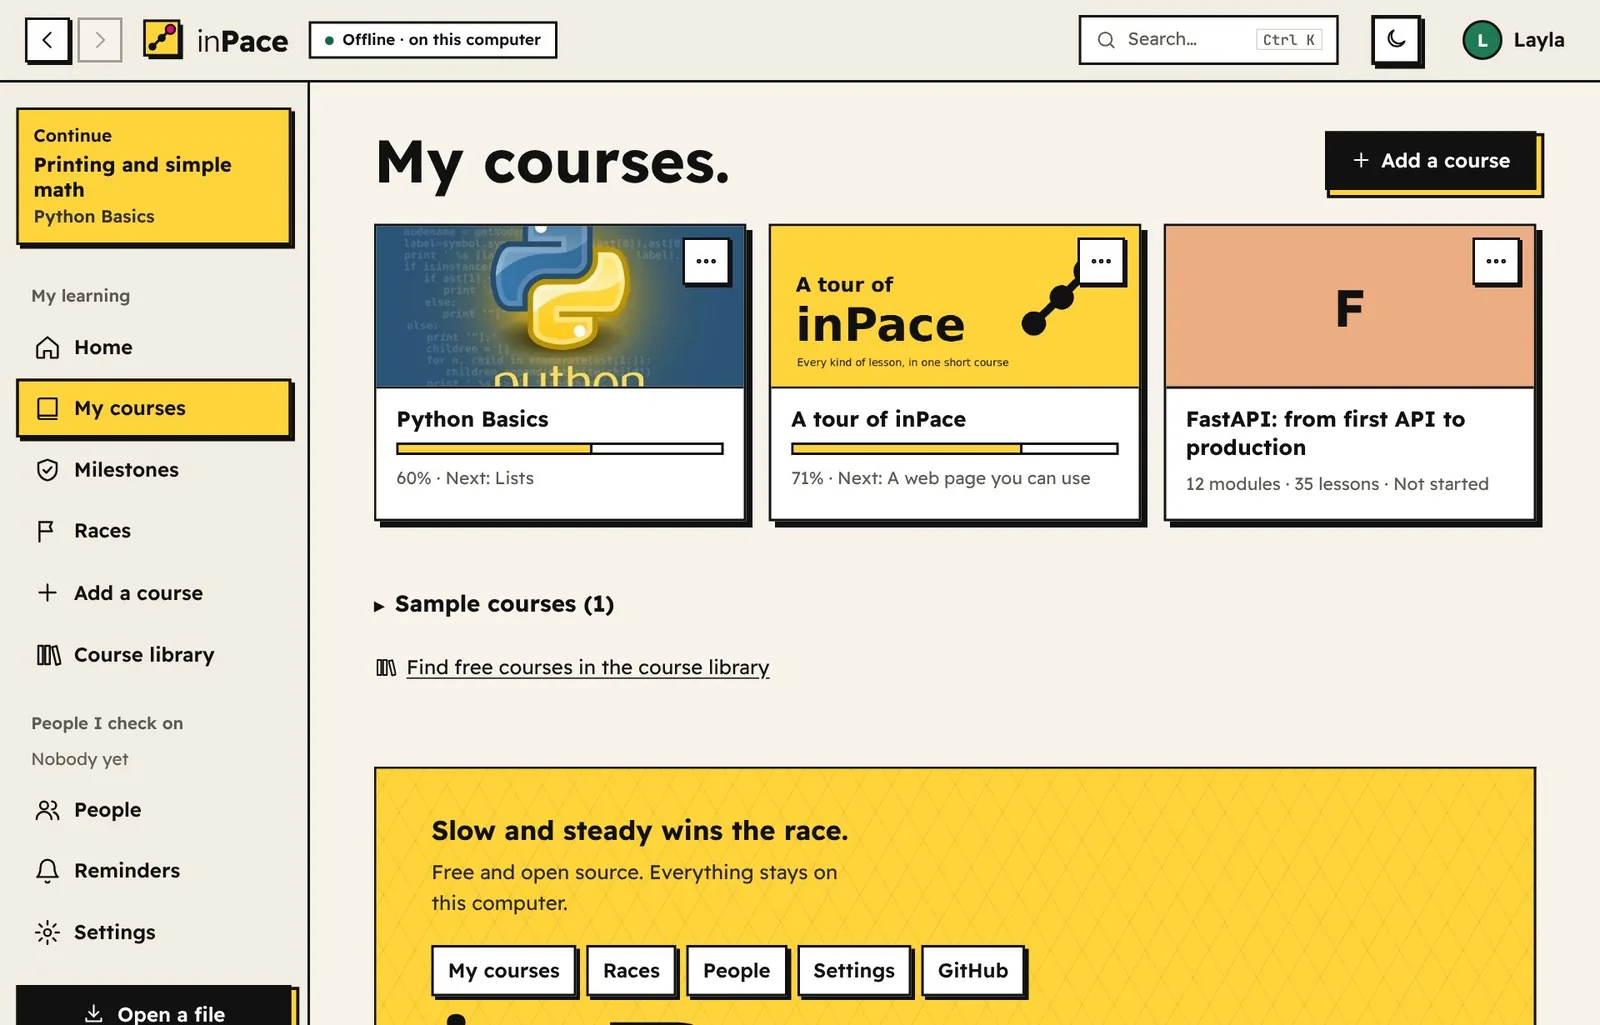 inPace
Offline · on this computer
Search...
Ctrl K
L
Layla
Continue
Printing and simple
math
Python Basics
My learning
Home
My courses
Milestones
Races
Add a course
Course library
People I check on
Nobody yet
People
Reminders
Settings
Open a file
My courses.
+ Add a course
python
Python Basics
60% · Next: Lists
A tour of
inPace
Every kind of lesson, in one short course
A tour of inPace
71% · Next: A web page you can use
F
FastAPI: from first API to
production
12 modules · 35 lessons · Not started
Sample courses (1)
Find free courses in the course library
Slow and steady wins the race.
Free and open source. Everything stays on
this computer.
My courses
Races
People
Settings
GitHub